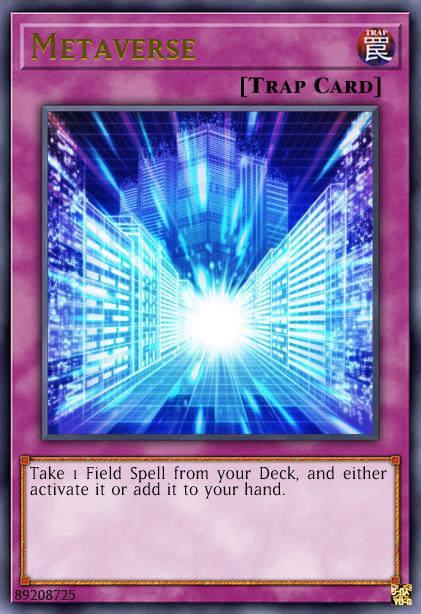 Metaverse
TRAP
罠
[Trap Card]
Take 1 Field Spell from your Deck, and either
activate it or add it to your hand.
89208725